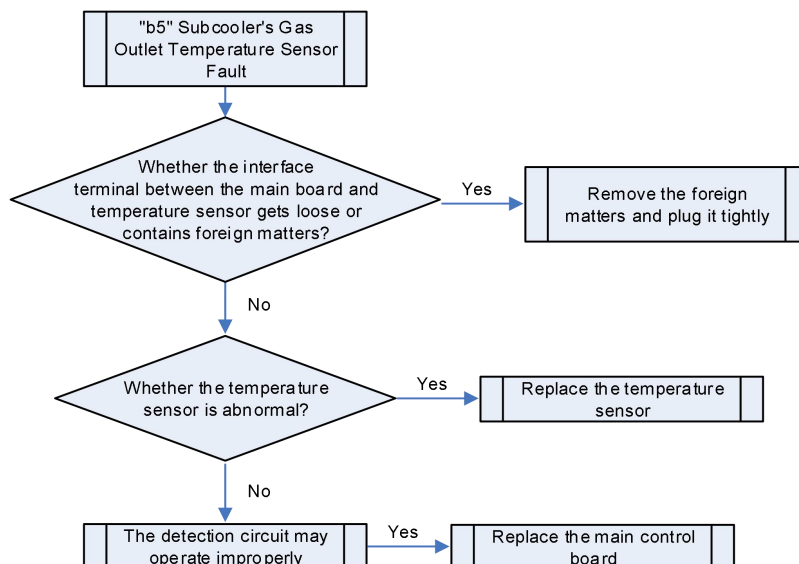 "b5" Subcooler's Gas
Outlet Temperature Sensor
Fault
Whether the interface
terminal between the main board and
temperature sensor gets loose or
contains foreign matters?
Yes
Remove the foreign
matters and plug it tightly
No
Whether the temperature
sensor is abnormal?
Yes
Replace the temperature
sensor
No
The detection circuit may
operate improperly
Yes
Replace the main control
board